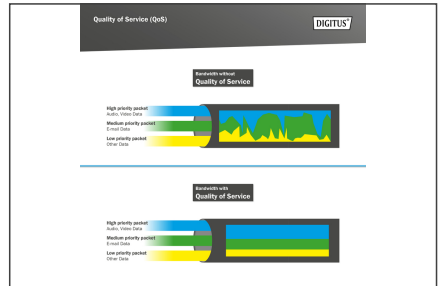 Quality of Service (QoS)
DIGITUS®
Bandwidth without
Quality of Service
High priority packet
Audio, Video Data
Medium priority packet
E-mail Data
Low priority packet
Other Data
Bandwidth with
Quality of Service
High priority packet
Audio, Video Data
Medium priority packet
E-mail Data
Low priority packet
Other Data